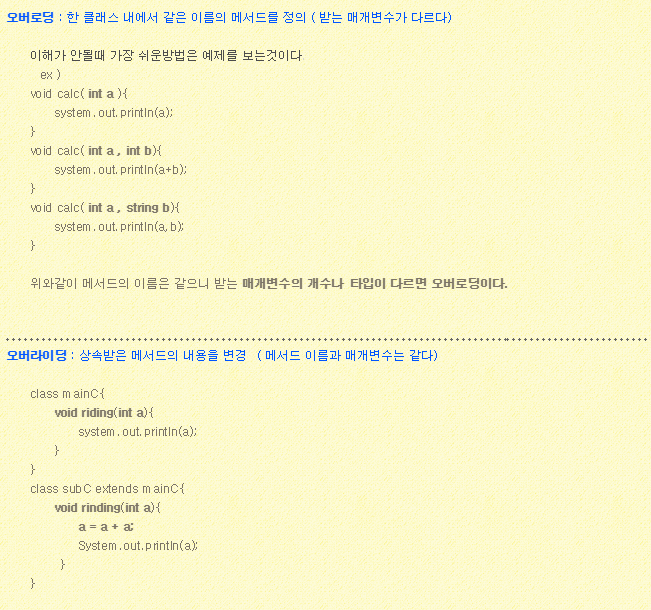 오버로딩 : 한 클래스 내에서 같은 이름의 메서드를 정의 ( 받는 매개변수가 다르다)
이해가 안될때 가장 쉬운방법은 예제를 보는것이다
ex )
void calc( int a ){
system.out.println(a);
}
void calc( int a , int b){
system.out.println(a+b);
}
void calc( int a , string b){
system.out.println(a,b);
}
위와같이 메서드의 이름은 같으니 받는 매개변수의 개수나 타입이 다르면 오버로딩이다.
오버라이딩 : 상속받은 메서드의 내용을 변경 ( 메서드 이름과 매개변수는 같다)
class mainC{
void riding(int a){
system.out.println(a);
}
}
class subC extends mainC{
void rinding(int a){
a = a + a;
System.out.println(a);
}
}